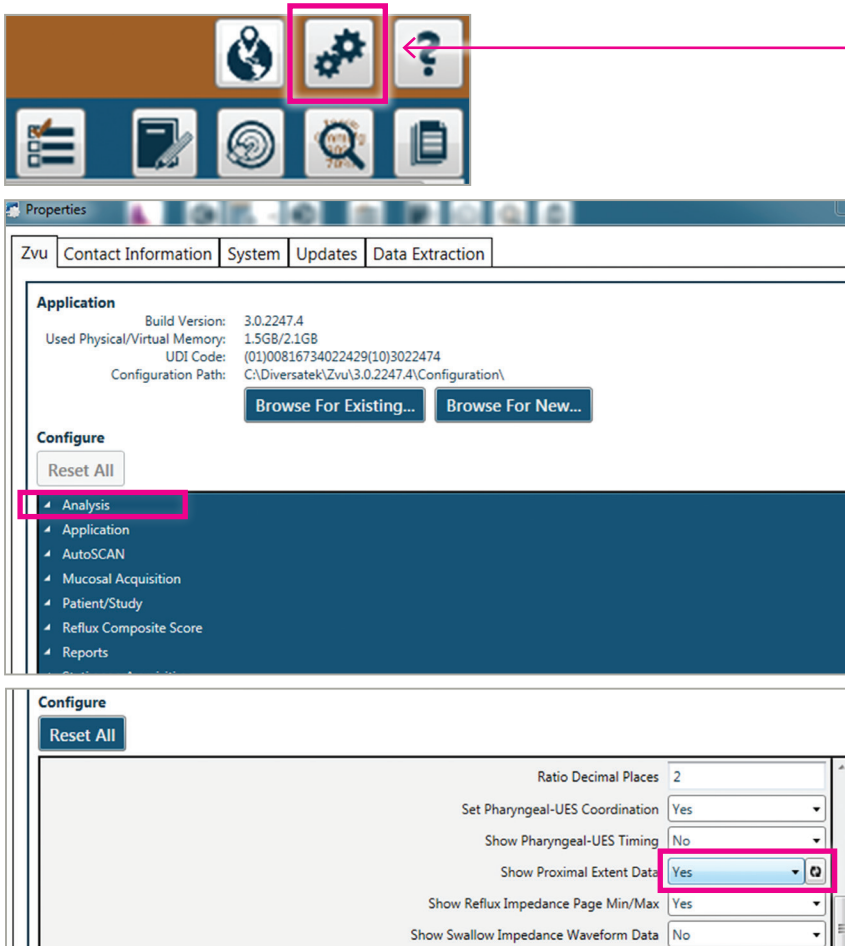 ?
Properties
Zvu Contact Information System Updates Data Extraction
Application
Build Version: 3.0.2247.4
Used Physical/Virtual Memory: 1.5GB/2.1GB
UDI Code: (01)00816734022429(10)3022474
Configuration Path: C:\Diversatek\Zvu\3.0.2247.4\Configuration\
Browse For Existing... Browse For New...
Configure
Reset All
Analysis
Application
AutoSCAN
Mucosal Acquisition
Patient/Study
Reflux Composite Score
Reports
Configure
Reset All
Ratio Decimal Places 2
Set Pharyngeal-UES Coordination Yes
Show Pharyngeal-UES Timing No
Show Proximal Extent Data Yes
Show Reflux Impedance Page Min/Max Yes
Show Swallow Impedance Waveform Data No